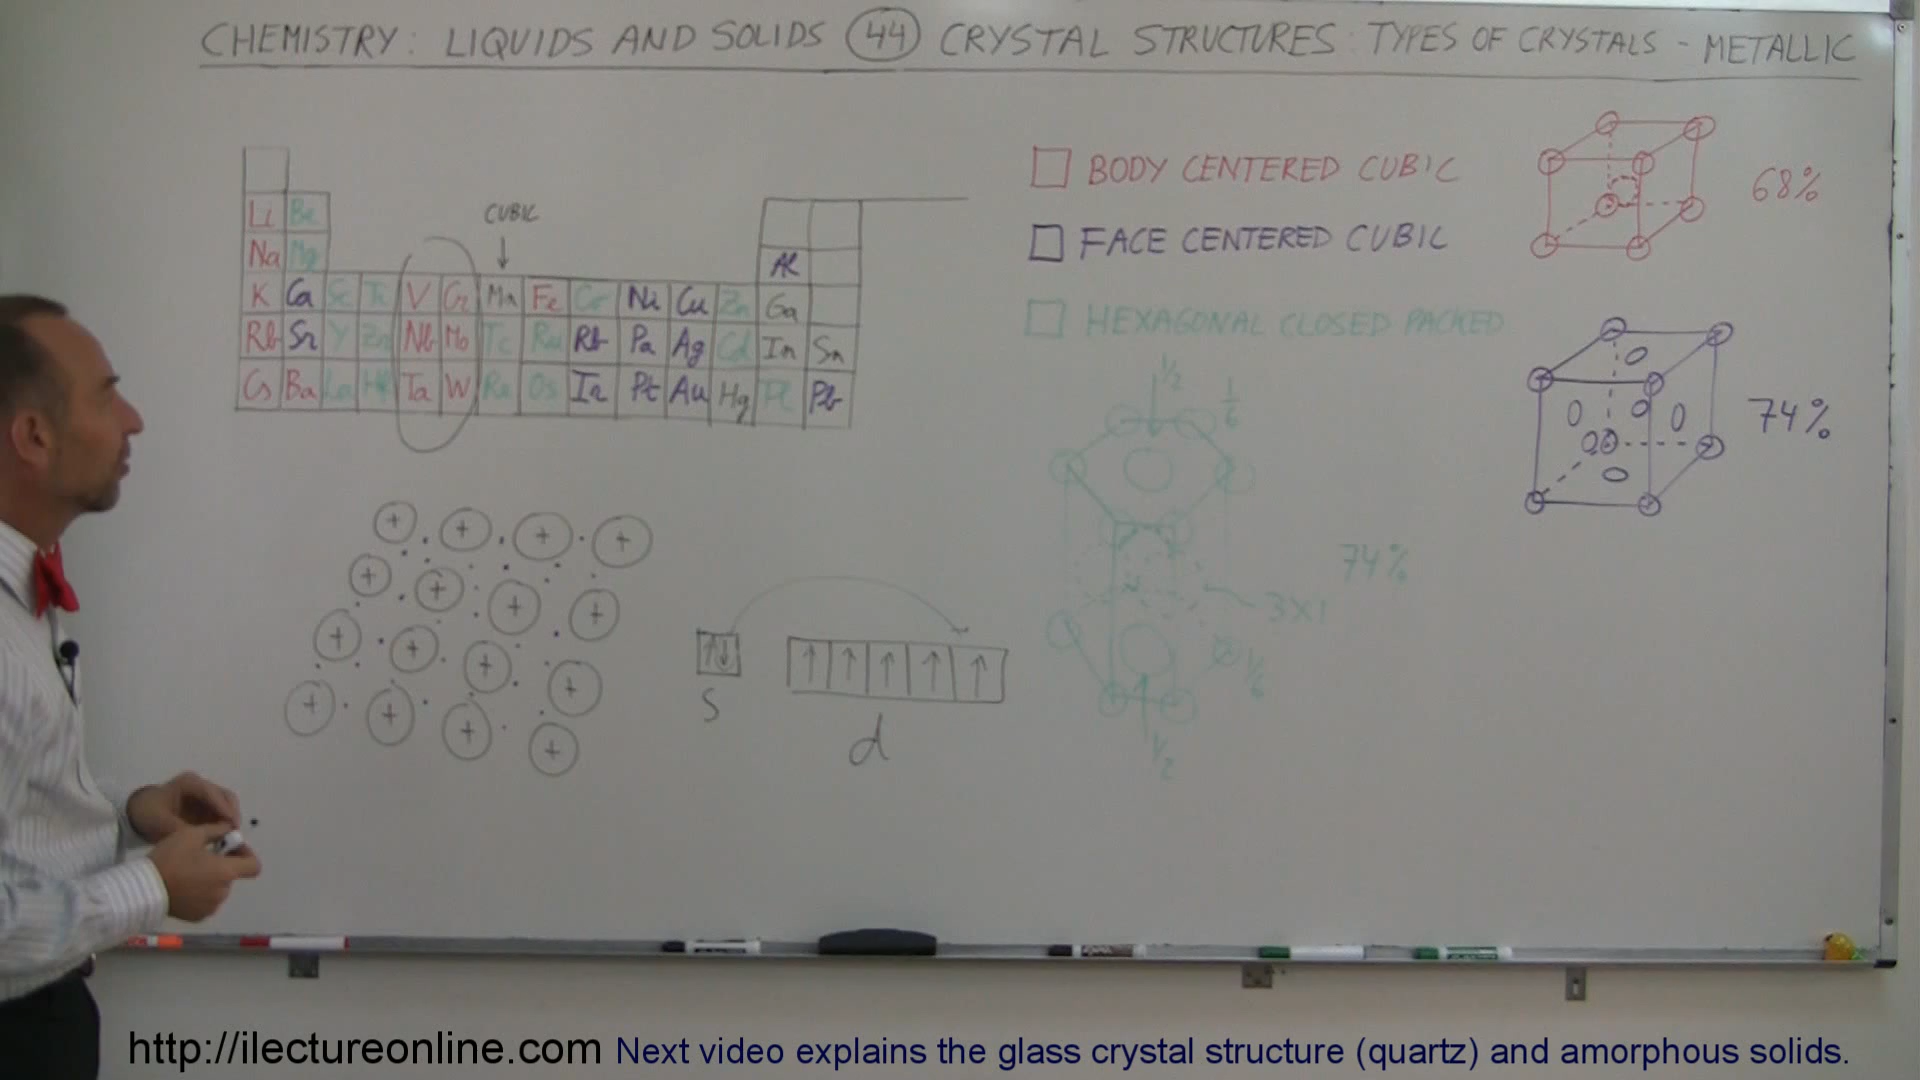 CHEMISTRY: LIQUIDS AND SOLIDS 44 CRYSTAL STRUCTURES: TYPES OF CRYSTALS - METALLIC
BODY CENTERED CUBIC 68%
FACE CENTERED CUBIC 74%
HEXAGONAL CLOSED PACKED 74%
CUBIC
Li Be
Na Mg Al
K Ca Sc Ti V Cr Mn Fe Co Ni Cu Zn Ga
Rb Sr Y Zr Nb Mo Tc Ru Rb Pa Ag Cd In Sn
Cs Ba La Hf Ta W Re Os Ir Pt Au Hg Tl Pb
1/2 1/6
3x1
1/6
1/2
+ + + +
+ + + +
+ + + +
+ + + +
↑↓ ↑ ↑ ↑ ↑ ↑
S d
http://ilectureonline.com Next video explains the glass crystal structure (quartz) and amorphous solids.